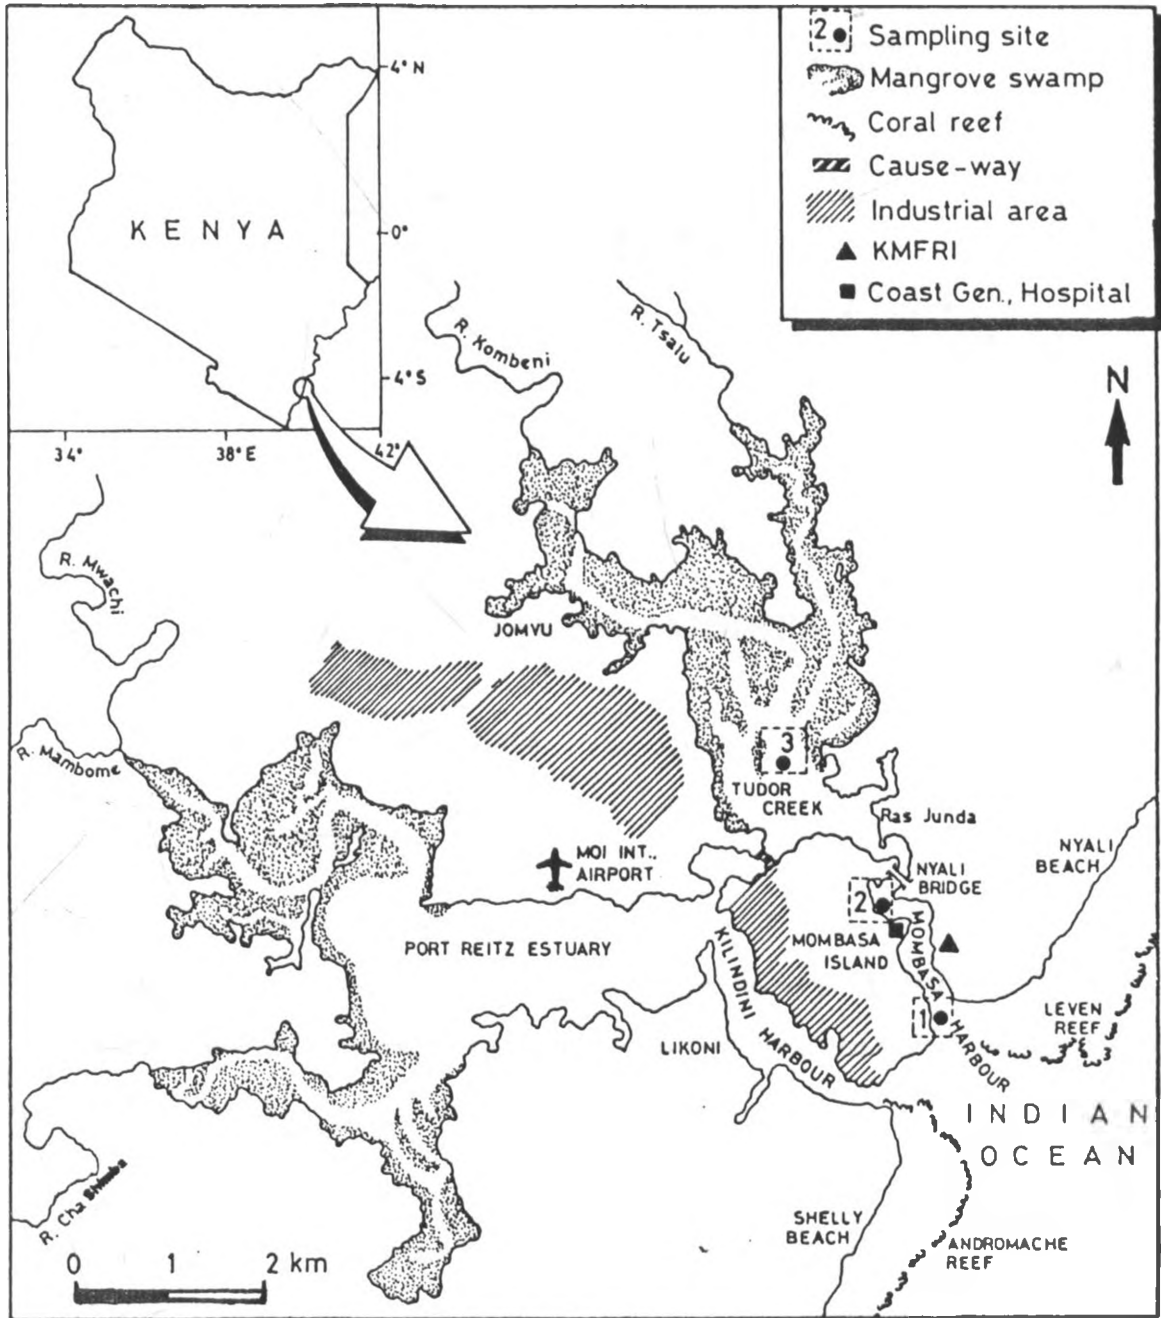 2 Sampling site
Mangrove swamp
Coral reef
Cause-way
Industrial area
KMFRI
Coast Gen., Hospital
4° N
0°
4° S
34°
38° E
42°
KENYA
N
R. Kombeni
R. Tsalu
R. Mwachi
R. Mambome
JOMVU
3
TUDOR
CREEK
Ras Junda
NYALI
BEACH
MOI INT.,
AIRPORT
NYALI
BRIDGE
2
PORT REITZ ESTUARY
MOMBASA
ISLAND
MOMBASA
HARBOUR
KILINDINI
HARBOUR
1
LEVEN
REEF
LIKONI
INDIAN
OCEAN
R. Cha Shimba
SHELLY
BEACH
ANDROMACHE
REEF
0 1 2 km